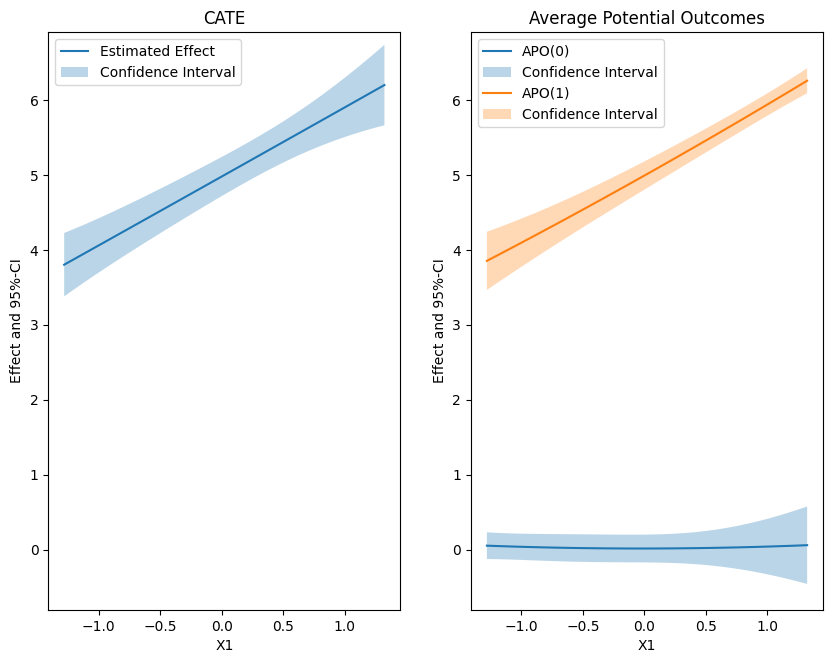 CATE
Estimated Effect
Confidence Interval
Effect and 95%-CI
6
5
4
3
2
1
0
−1.0 −0.5 0.0 0.5 1.0
X1
Average Potential Outcomes
APO(0)
Confidence Interval
APO(1)
Confidence Interval
Effect and 95%-CI
6
5
4
3
2
1
0
−1.0 −0.5 0.0 0.5 1.0
X1